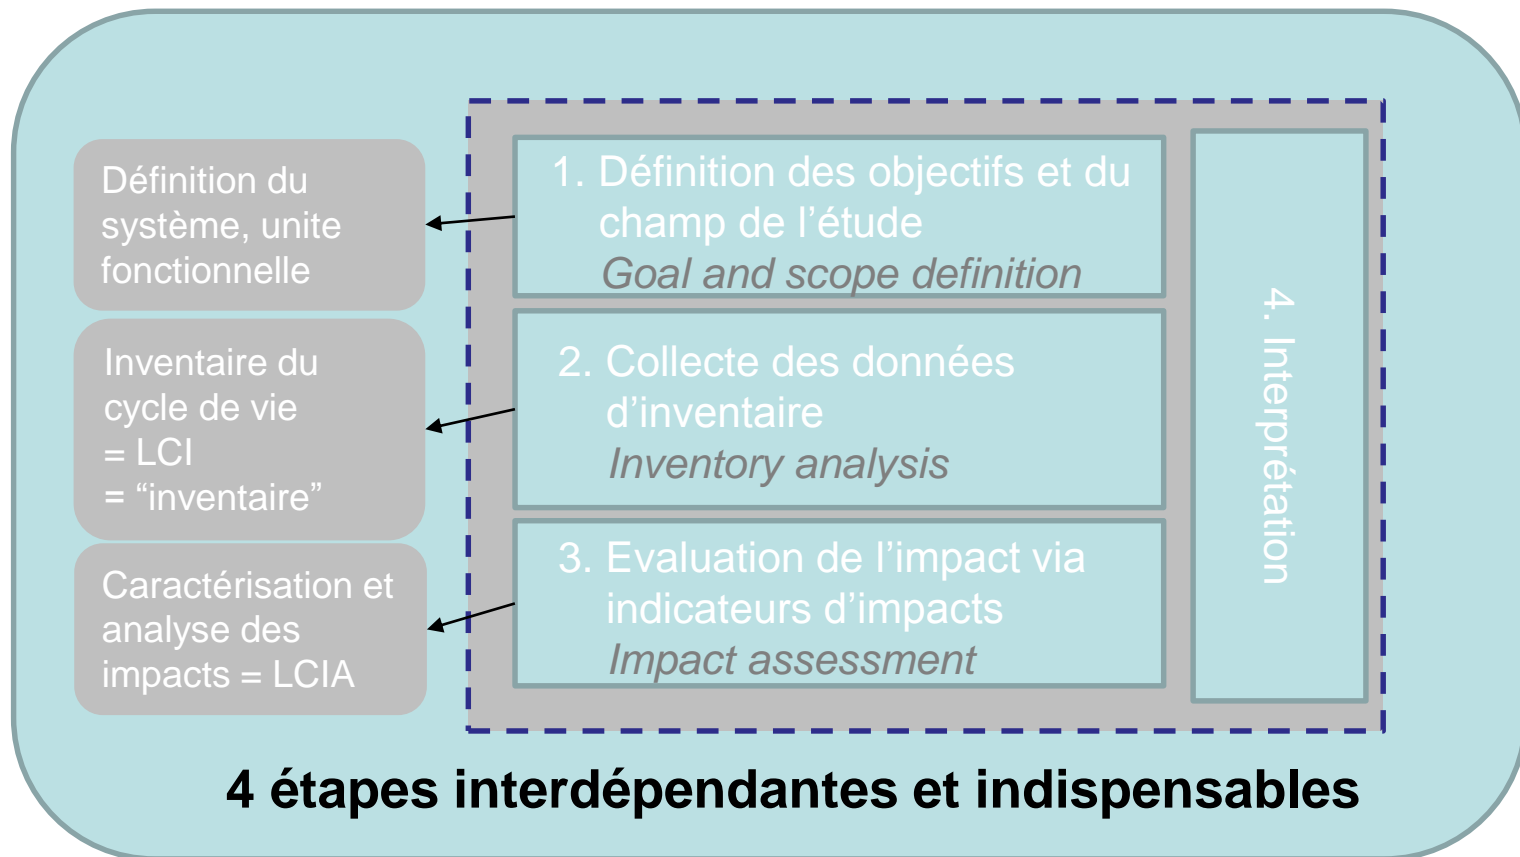 Définition du
système, unite
fonctionnelle
1. Définition des objectifs et du
champ de l’étude
Goal and scope definition
Inventaire du
cycle de vie
= LCI
= “inventaire”
2. Collecte des données
d’inventaire
Inventory analysis
Caractérisation et
analyse des
impacts = LCIA
3. Evaluation de l’impact via
indicateurs d’impacts
Impact assessment
4. Interprétation
4 étapes interdépendantes et indispensables